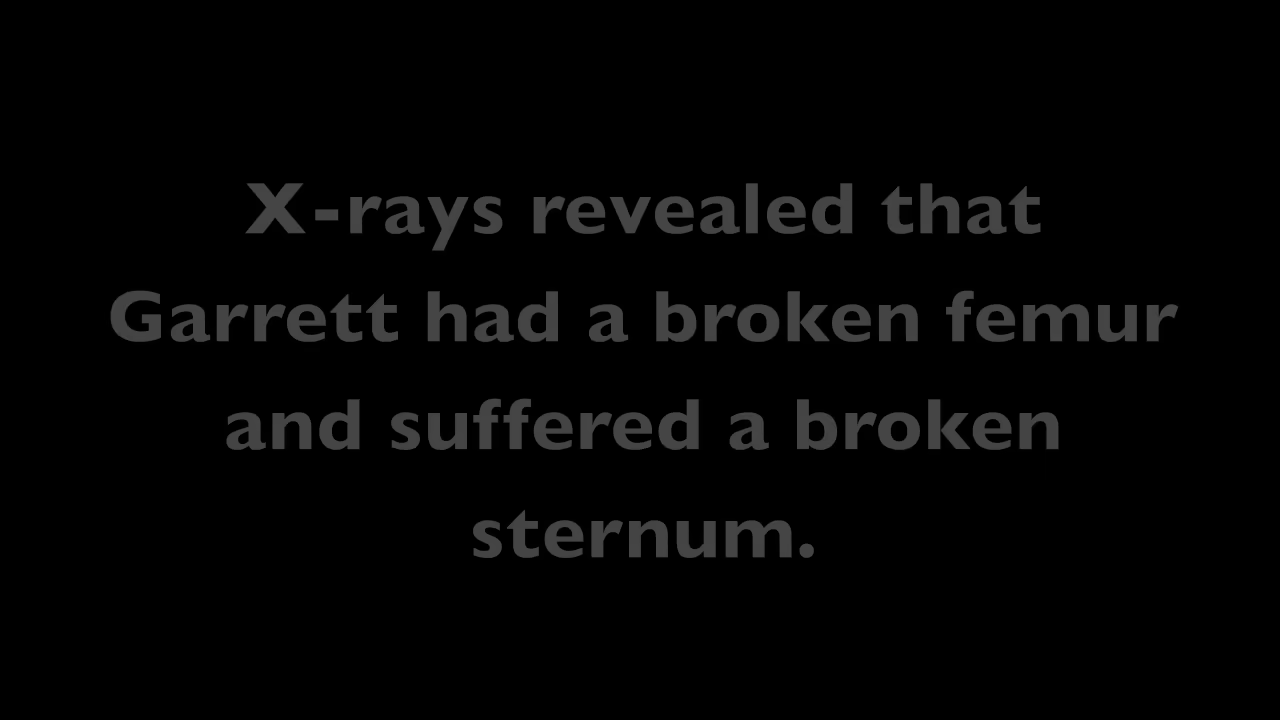 X-rays revealed that
Garrett had a broken femur
and suffered a broken
sternum.